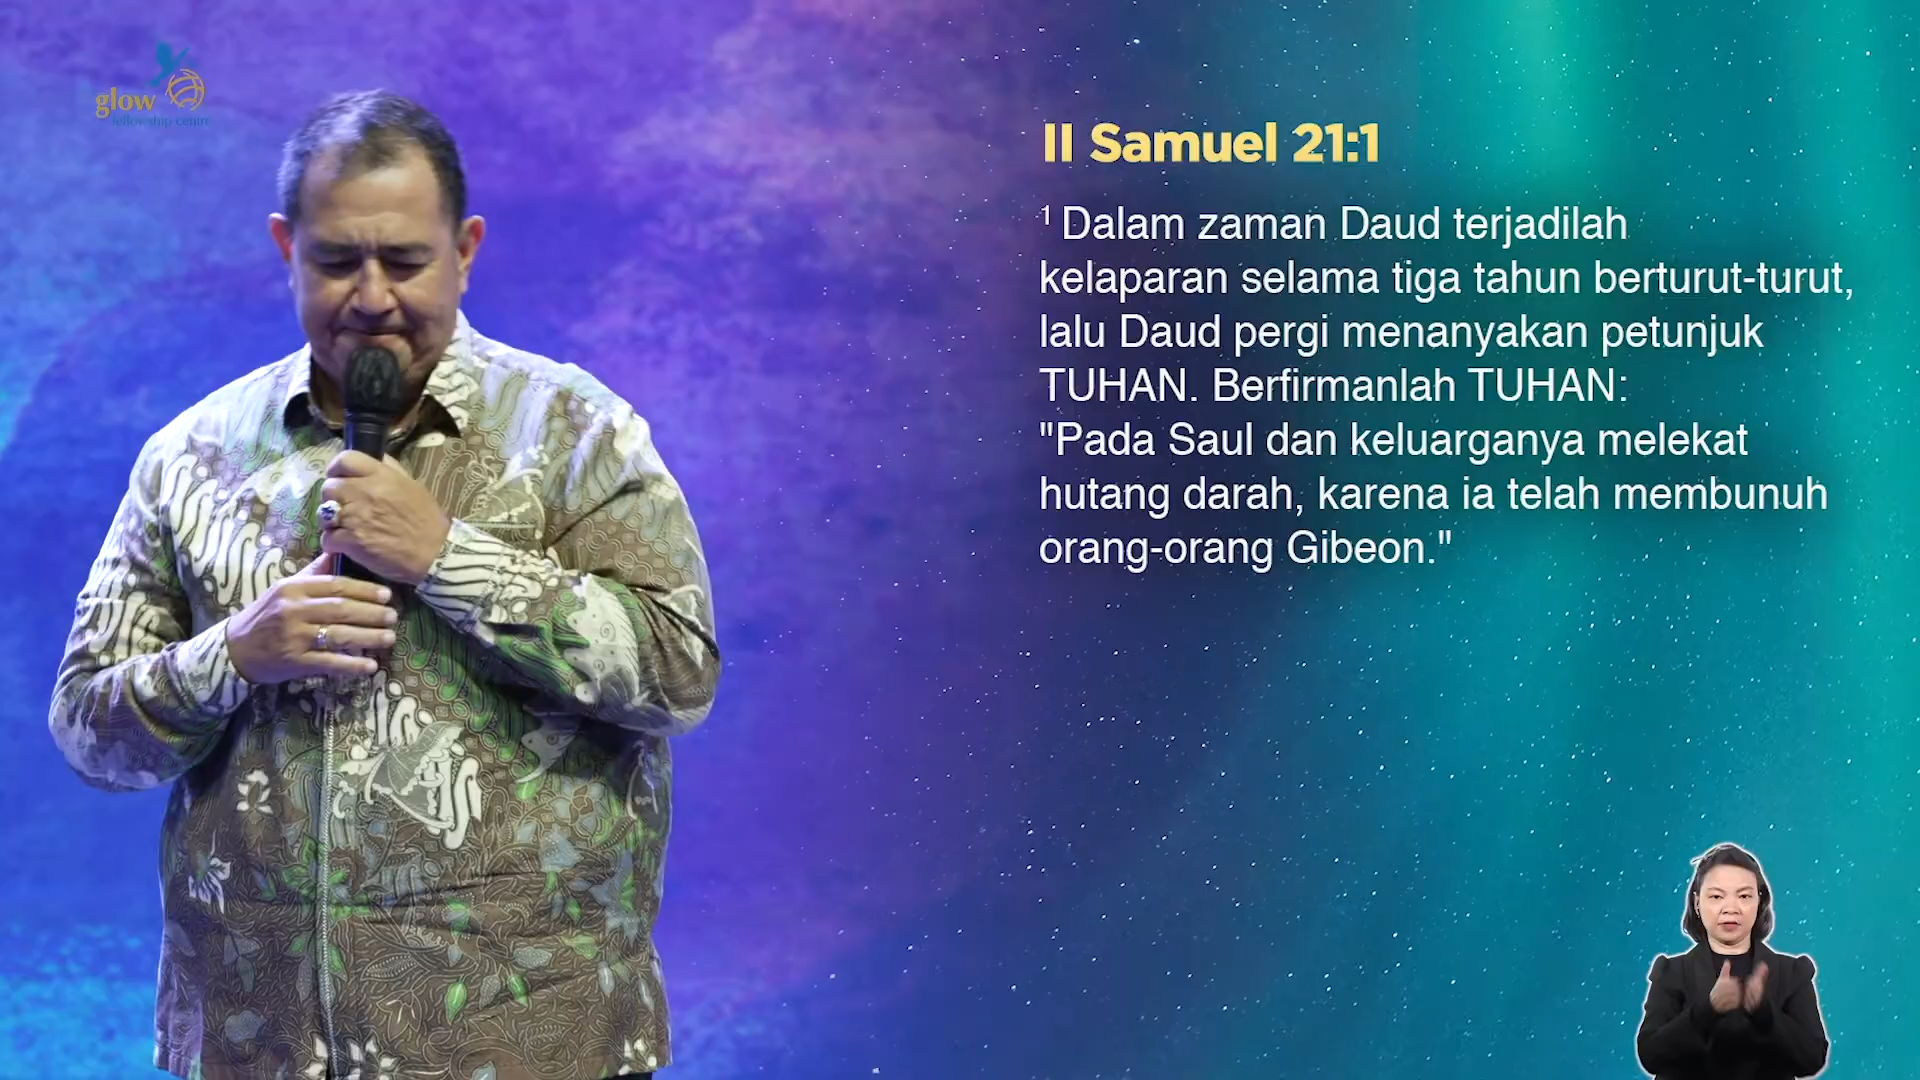 glow
fellowship centre
II Samuel 21:1
1 Dalam zaman Daud terjadilah
kelaparan selama tiga tahun berturut-turut,
lalu Daud pergi menanyakan petunjuk
TUHAN. Berfirmanlah TUHAN:
"Pada Saul dan keluarganya melekat
hutang darah, karena ia telah membunuh
orang-orang Gibeon."